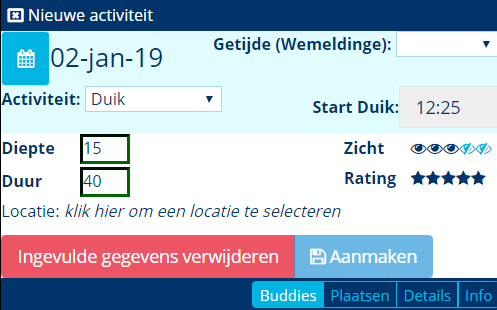 Nieuwe activiteit
02-jan-19 Getijde (Wemeldinge):
Activiteit: Duik Start Duik: 12:25
Diepte 15 Zicht
Duur 40 Rating
Locatie: klik hier om een locatie te selecteren
Ingevulde gegevens verwijderen Aanmaken
Buddies Plaatsen Details Info